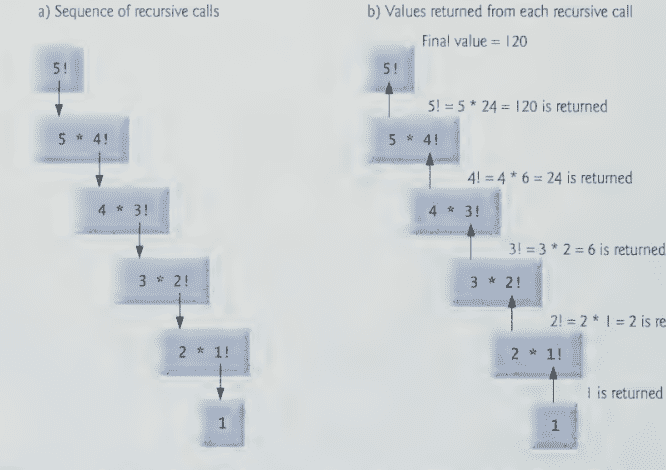 a) Sequence of recursive calls
5!
5 * 4!
4 * 3!
3 * 2!
2 * 1!
1
b) Values returned from each recursive call
Final value = 120
5!
5! = 5 * 24 = 120 is returned
5 * 4!
4! = 4 * 6 = 24 is returned
4 * 3!
3! = 3 * 2 = 6 is returned
3 * 2!
2! = 2 * 1 = 2 is re
2 * 1!
1 is returned
1